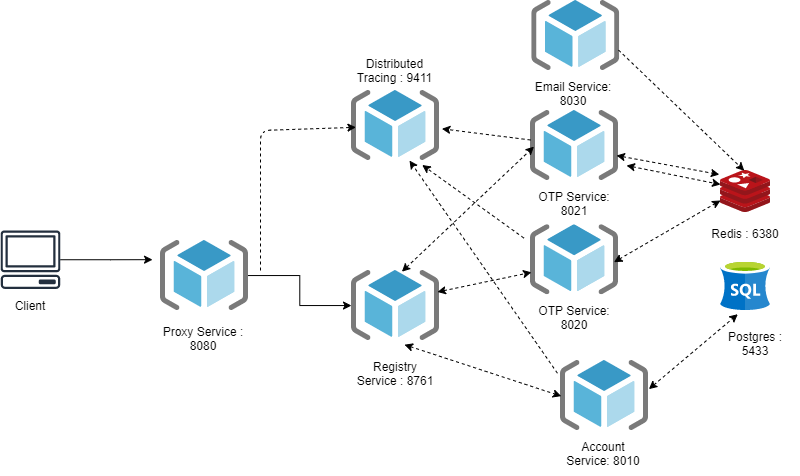 Distributed
Tracing : 9411
Email Service:
8030
OTP Service:
8021
Redis : 6380
Client
Proxy Service :
8080
Registry
Service : 8761
OTP Service:
8020
SQL
Postgres :
5433
Account
Service: 8010